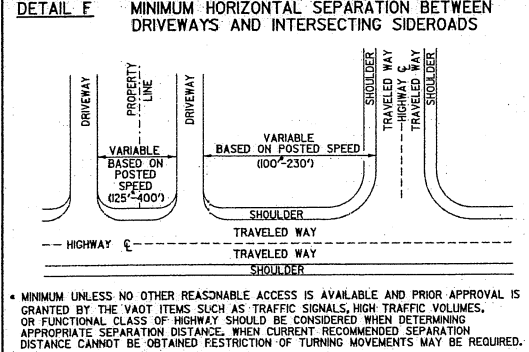 DETAIL F
MINIMUM HORIZONTAL SEPARATION BETWEEN
DRIVEWAYS AND INTERSECTING SIDEROADS
DRIVEWAY
PROPERTY
LINE
DRIVEWAY
SHOULDER
TRAVELED WAY
HIGHWAY ℄
TRAVELED WAY
SHOULDER
VARIABLE
BASED ON
POSTED
SPEED
(125'-400')
VARIABLE
BASED ON POSTED SPEED
(100'-230')
SHOULDER
TRAVELED WAY
HIGHWAY ℄
TRAVELED WAY
SHOULDER
* MINIMUM UNLESS NO OTHER REASONABLE ACCESS IS AVAILABLE AND PRIOR APPROVAL IS
GRANTED BY THE VAOT ITEMS SUCH AS TRAFFIC SIGNALS, HIGH TRAFFIC VOLUMES,
OR FUNCTIONAL CLASS OF HIGHWAY SHOULD BE CONSIDERED WHEN DETERMINING
APPROPRIATE SEPARATION DISTANCE. WHEN CURRENT RECOMMENDED SEPARATION
DISTANCE CANNOT BE OBTAINED RESTRICTION OF TURNING MOVEMENTS MAY BE REQUIRED.